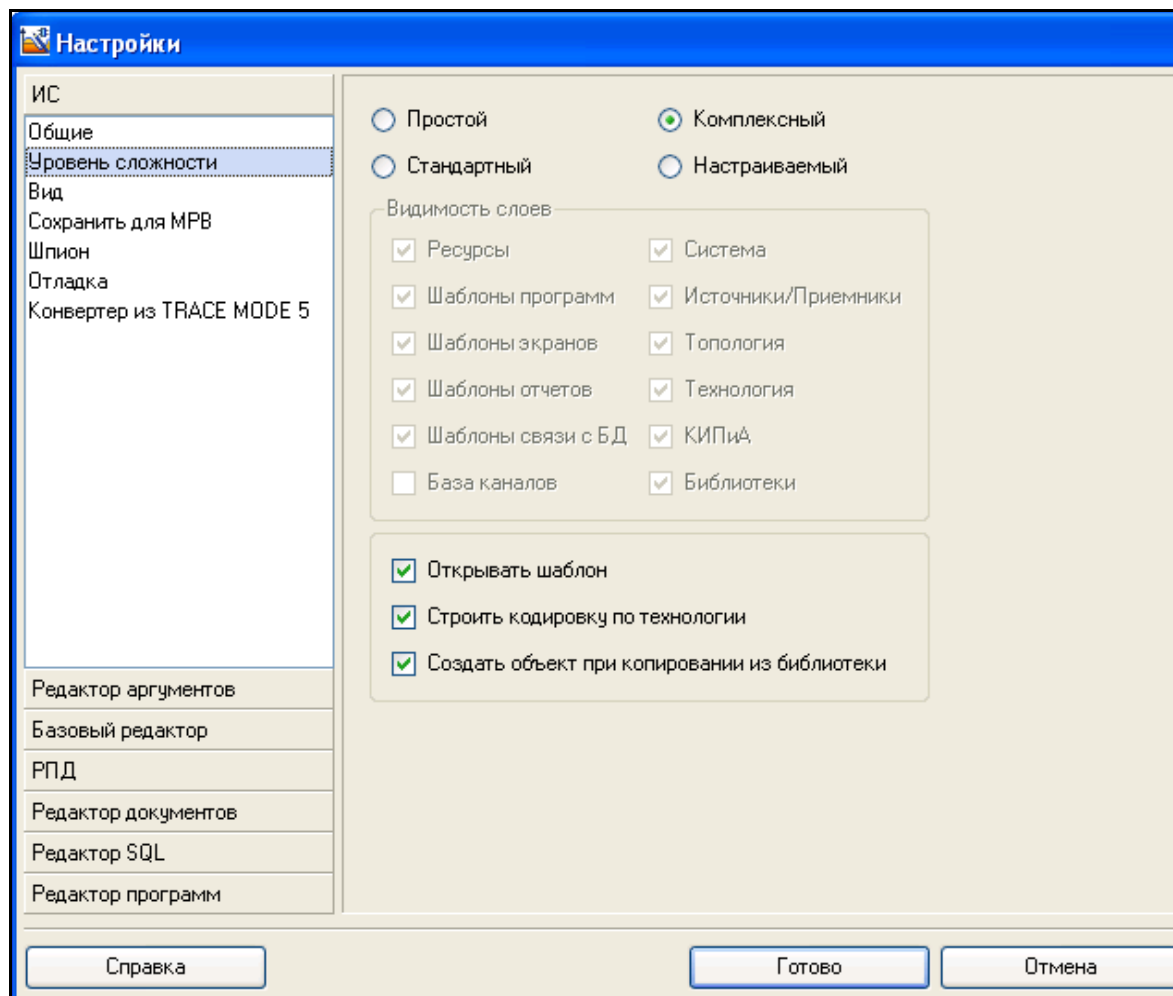 Настройки
ИС
Общие
Уровень сложности
Вид
Сохранить для МРВ
Шпион
Отладка
Конвертер из TRACE MODE 5
Редактор аргументов
Базовый редактор
РПД
Редактор документов
Редактор SQL
Редактор программ
Простой
Комплексный
Стандартный
Настраиваемый
Видимость слоев
Ресурсы
Система
Шаблоны программ
Источники/Приемники
Шаблоны экранов
Топология
Шаблоны отчетов
Технология
Шаблоны связи с БД
КИПиА
База каналов
Библиотеки
Открывать шаблон
Строить кодировку по технологии
Создать объект при копировании из библиотеки
Справка
Готово
Отмена